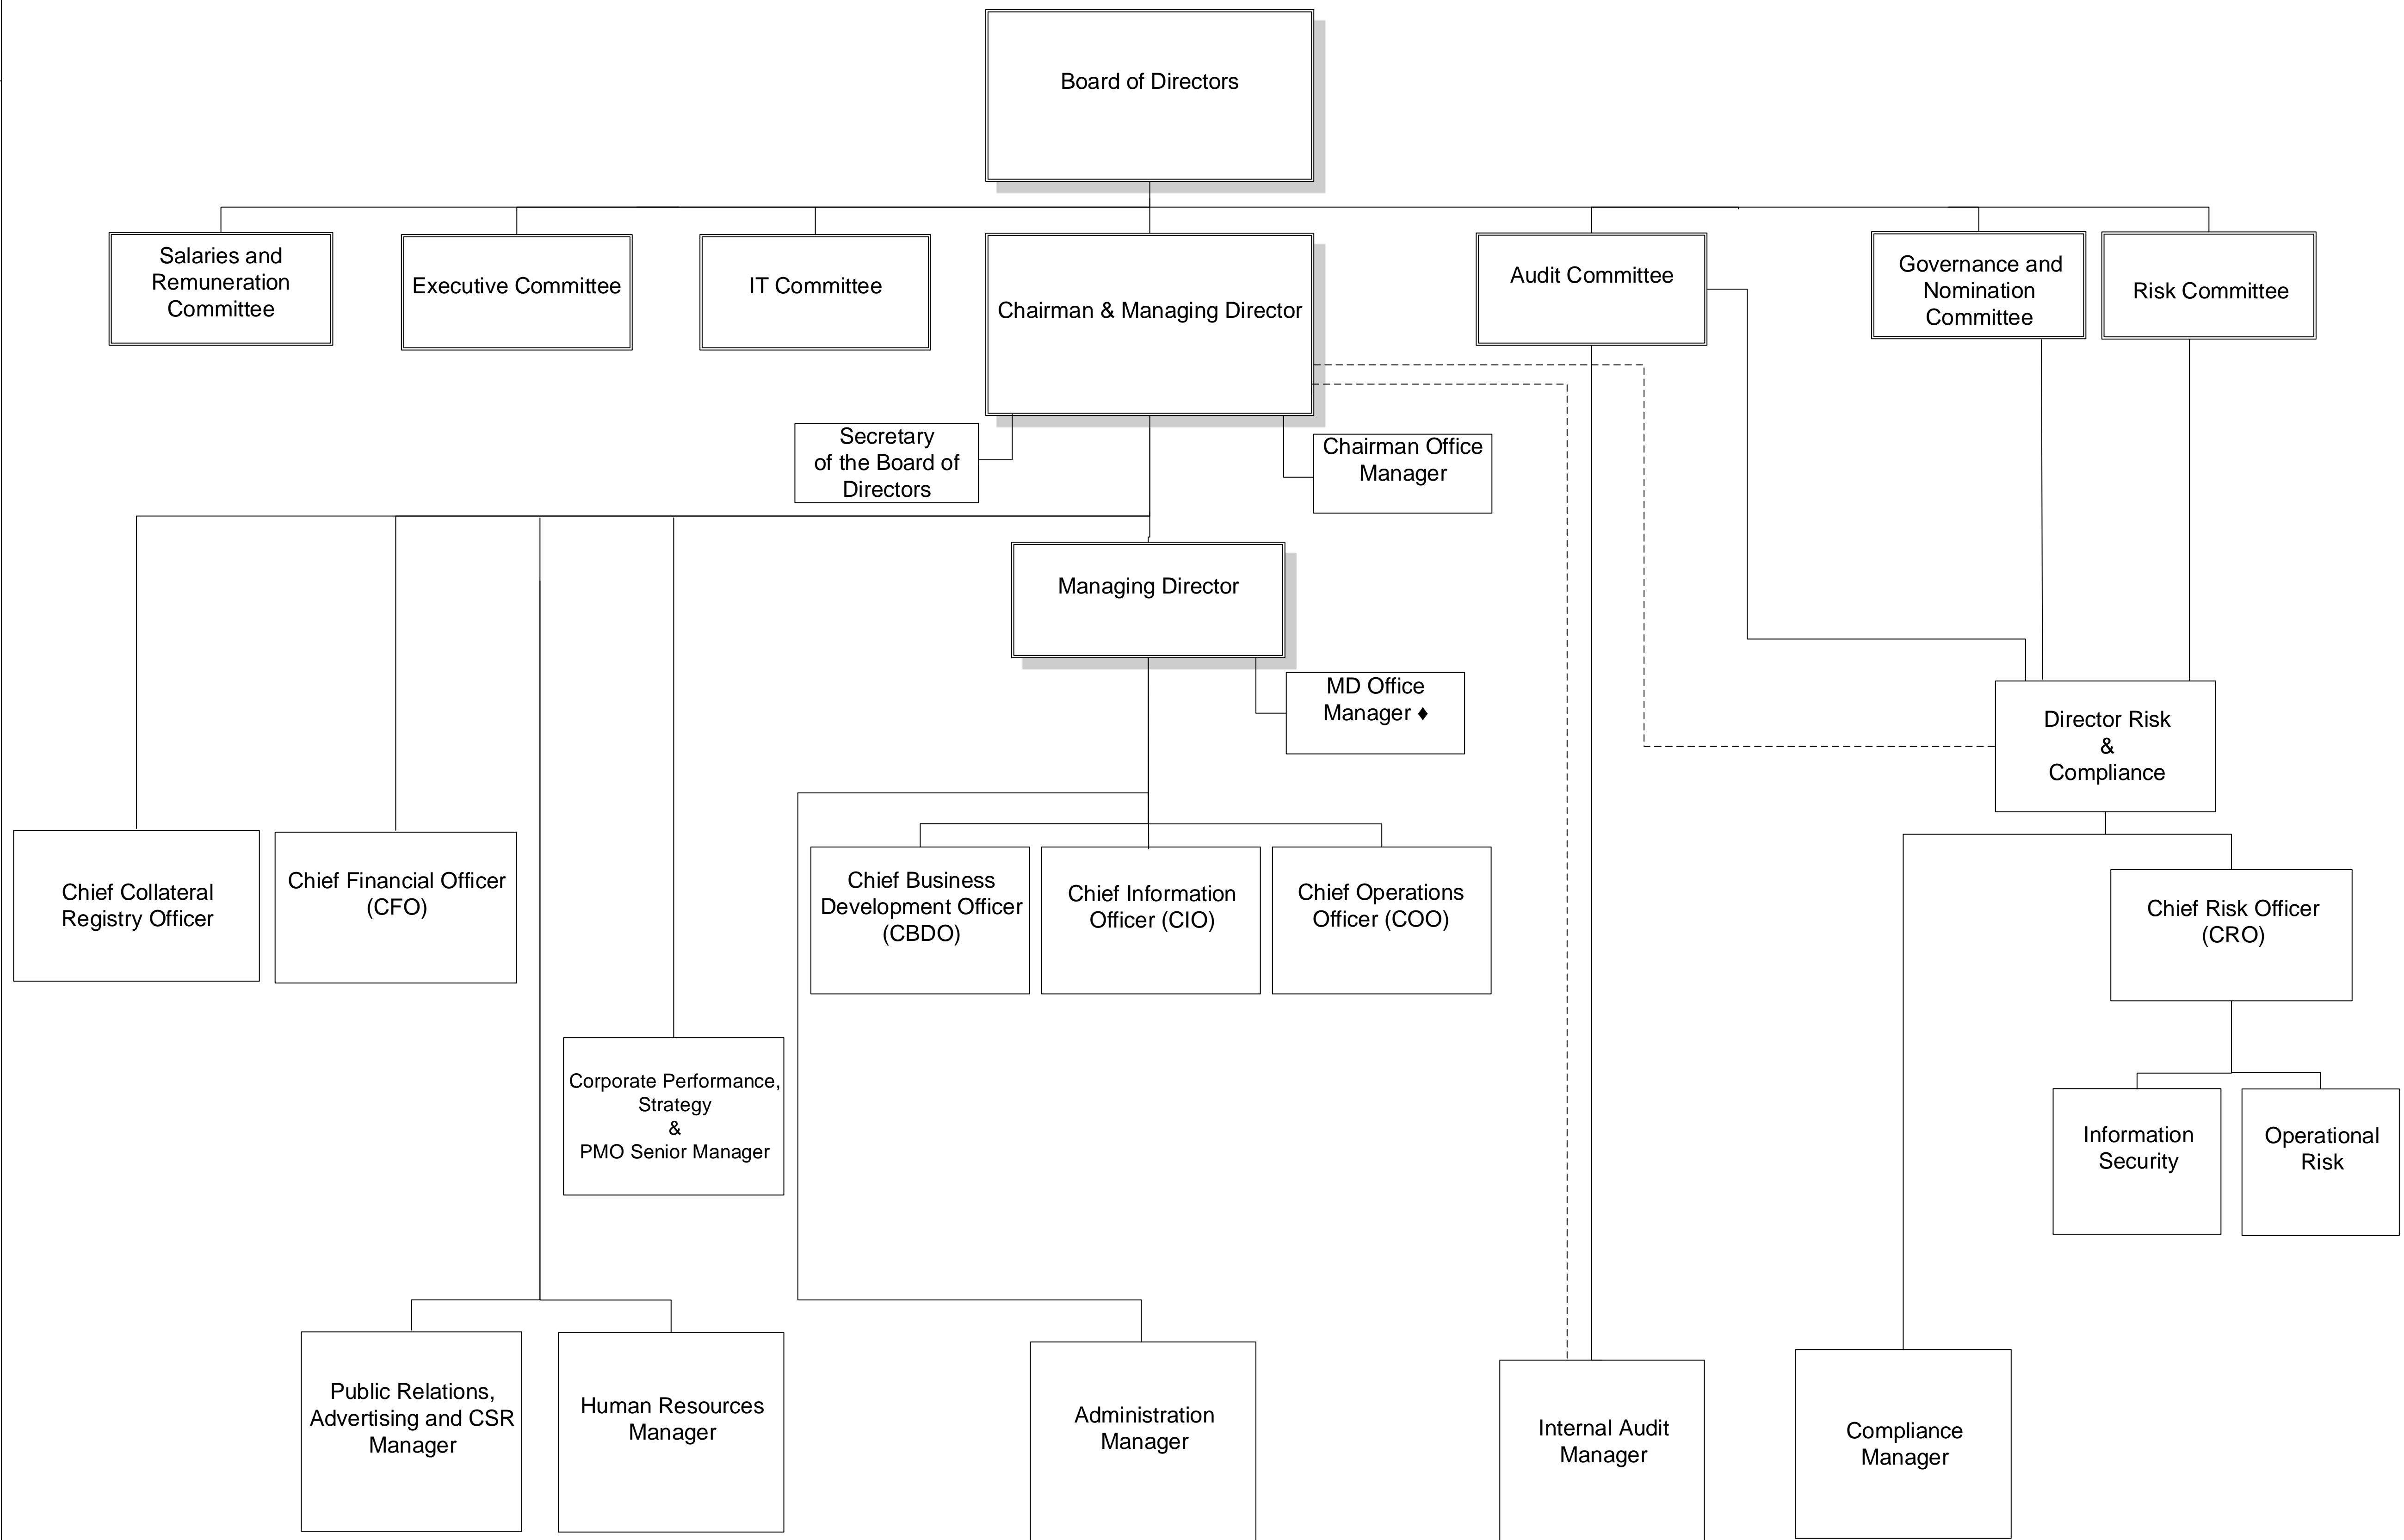 Board of Directors
Salaries and
Remuneration
Committee
Executive Committee
IT Committee
Chairman & Managing Director
Audit Committee
Governance and
Nomination
Committee
Risk Committee
Secretary
of the Board of
Directors
Chairman Office
Manager
Managing Director
MD Office
Manager ♦
Director Risk
&
Compliance
Chief Collateral
Registry Officer
Chief Financial Officer
(CFO)
Chief Business
Development Officer
(CBDO)
Chief Information
Officer (CIO)
Chief Operations
Officer (COO)
Chief Risk Officer
(CRO)
Corporate Performance,
Strategy
&
PMO Senior Manager
Information
Security
Operational
Risk
Public Relations,
Advertising and CSR
Manager
Human Resources
Manager
Administration
Manager
Internal Audit
Manager
Compliance
Manager